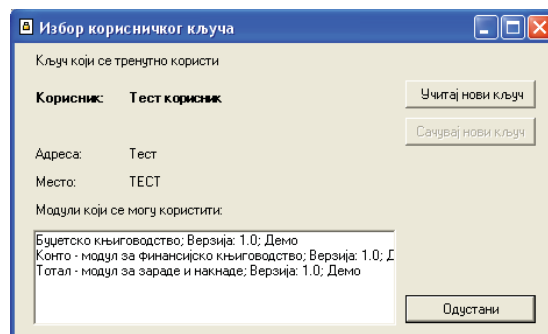 Избор корисничког кључа
Кључ који се тренутно користи
Корисник: Тест корисник
Учитај нови кључ
Сачувај нови кључ
Адреса: Тест
Место: ТЕСТ
Модули који се могу користити:
Буџетско књиговодство; Верзија: 1.0; Демо
Конто - модул за финансијско књиговодство; Верзија: 1.0; Д
Тотал - модул за зараде и накнаде; Верзија: 1.0; Демо
Одустани